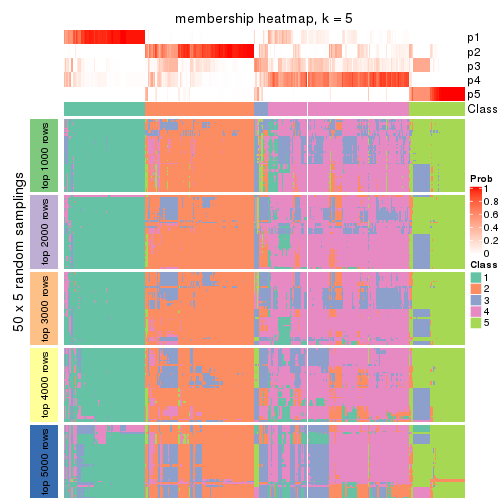 membership heatmap, k = 5
p1
p2
p3
p4
p5
Class
50 x 5 random samplings
top 1000 rows
top 2000 rows
top 3000 rows
top 4000 rows
top 5000 rows
Prob
1
0.8
0.6
0.4
0.2
0
Class
1
2
3
4
5